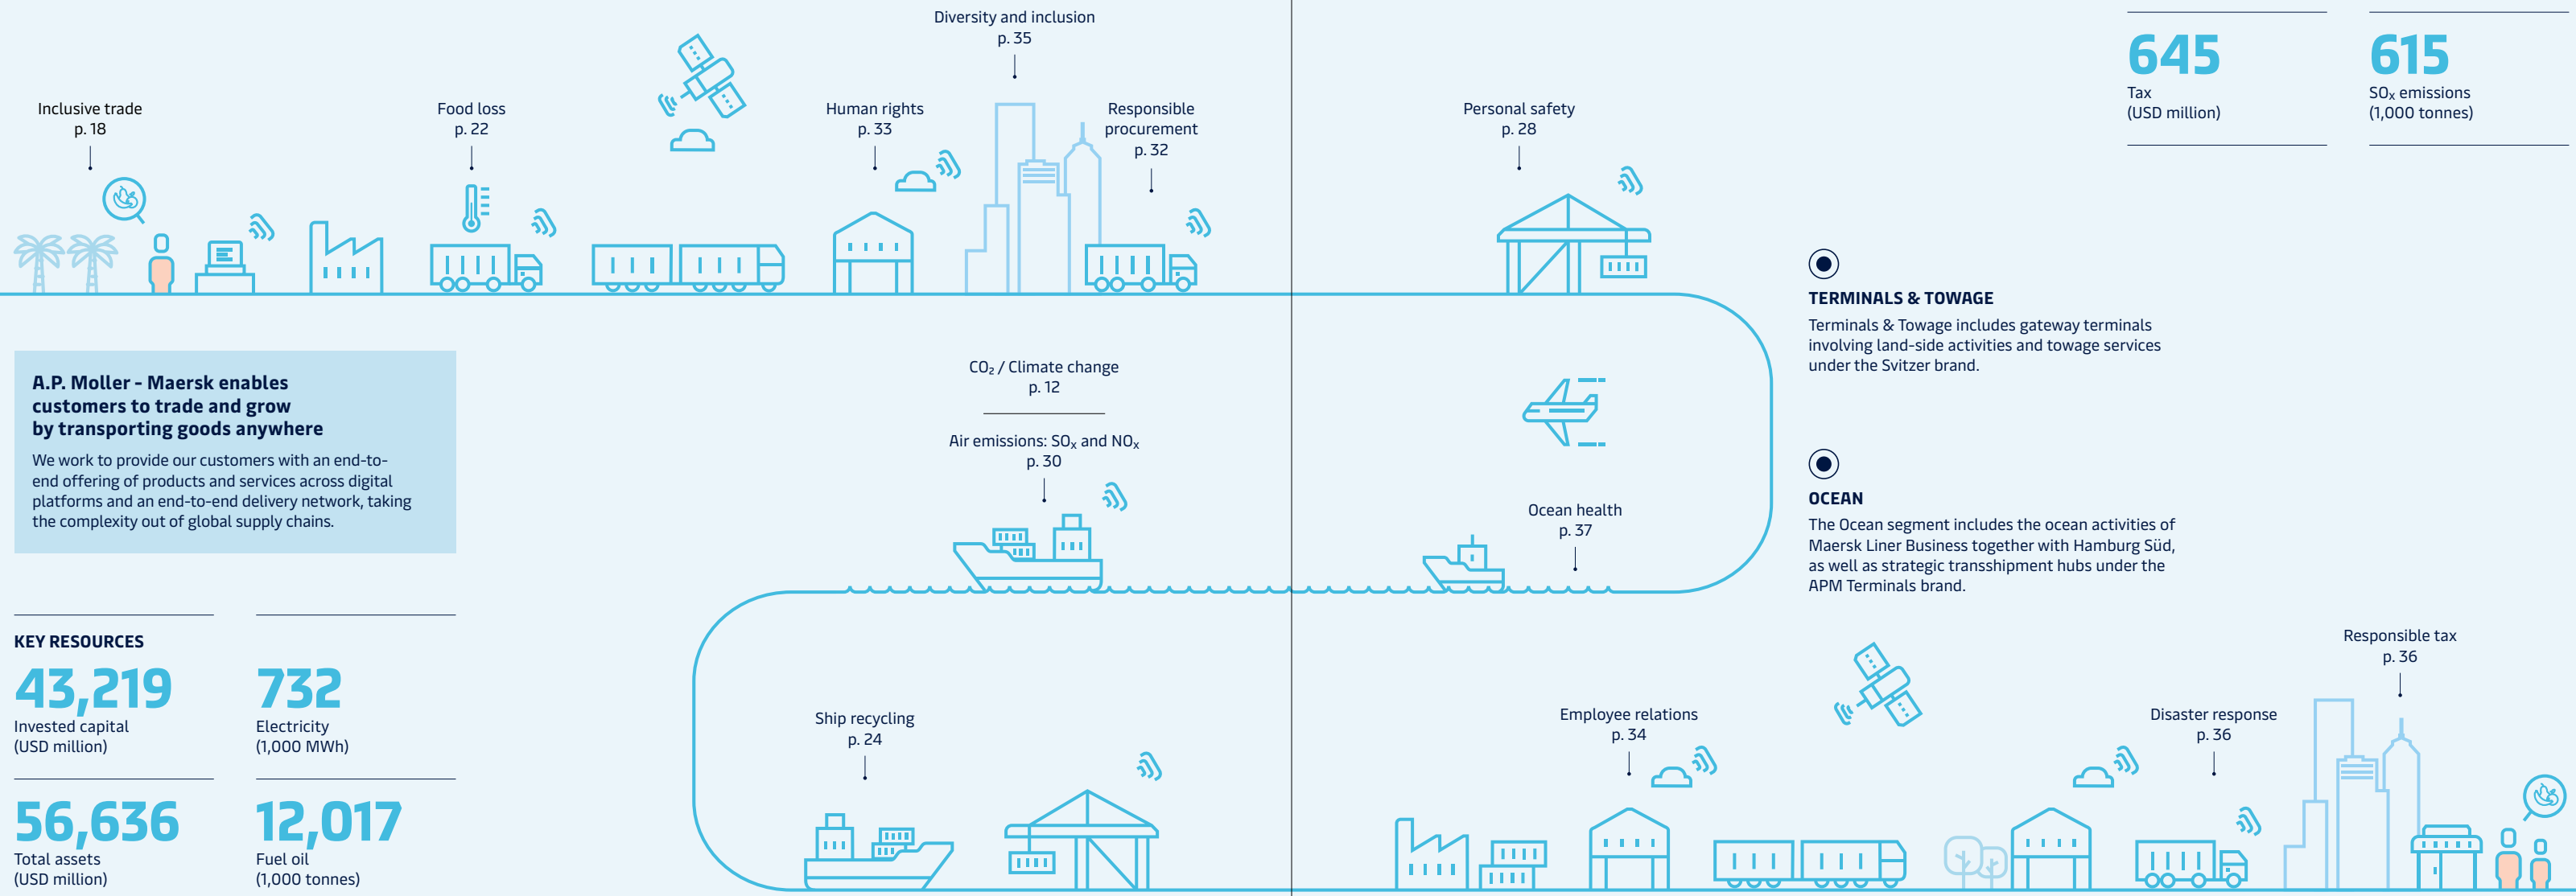 Diversity and inclusion
p. 35
Inclusive trade
p. 18
Food loss
p. 22
Human rights
p. 33
Responsible
procurement
p. 32
Personal safety
p. 28
645
Tax
(USD million)
615
SOₓ emissions
(1,000 tonnes)
TERMINALS & TOWAGE
Terminals & Towage includes gateway terminals
involving land-side activities and towage services
under the Svitzer brand.
A.P. Moller - Maersk enables
customers to trade and grow
by transporting goods anywhere
We work to provide our customers with an end-to-
end offering of products and services across digital
platforms and an end-to-end delivery network, taking
the complexity out of global supply chains.
CO₂ / Climate change
p. 12
Air emissions: SOₓ and NOₓ
p. 30
Ocean health
p. 37
OCEAN
The Ocean segment includes the ocean activities of
Maersk Liner Business together with Hamburg Süd,
as well as strategic transshipment hubs under the
APM Terminals brand.
KEY RESOURCES
43,219
Invested capital
(USD million)
732
Electricity
(1,000 MWh)
56,636
Total assets
(USD million)
12,017
Fuel oil
(1,000 tonnes)
Ship recycling
p. 24
Employee relations
p. 34
Disaster response
p. 36
Responsible tax
p. 36